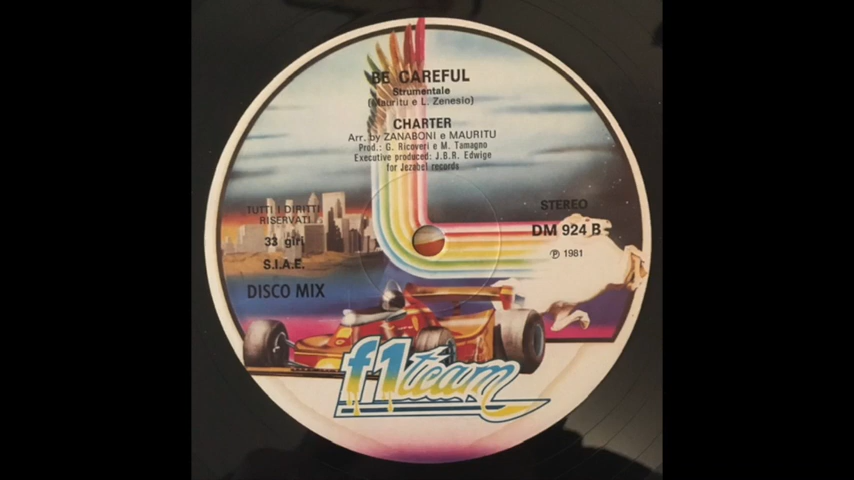 BE CAREFUL
Strumentale
(Mauritu e L. Zenesio)
CHARTER
Arr. by ZANABONI e MAURITU
Prod.: G. Ricoveri e M. Tamagno
Executive produced: J.B.R. Edwige
for Jezabel records
TUTTI I DIRITTI
RISERVATI
33 giri
S.I.A.E.
DISCO MIX
STEREO
DM 924 B
℗ 1981
f1 team